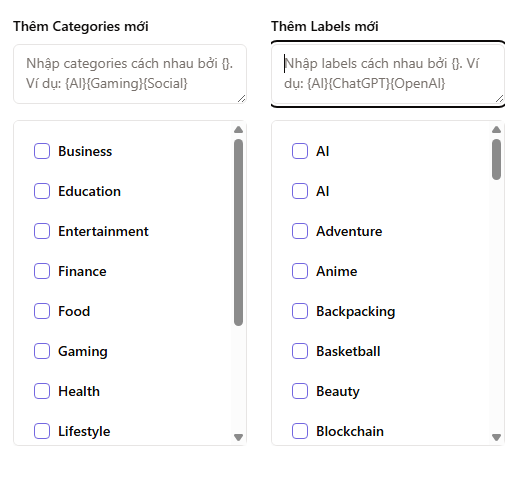 Thêm Categories mới
Nhập categories cách nhau bởi {}.
Ví dụ: {AI}{Gaming}{Social}
Business
Education
Entertainment
Finance
Food
Gaming
Health
Lifestyle
Thêm Labels mới
Nhập labels cách nhau bởi {}. Ví
dụ: {AI}{ChatGPT}{OpenAI}
AI
AI
Adventure
Anime
Backpacking
Basketball
Beauty
Blockchain